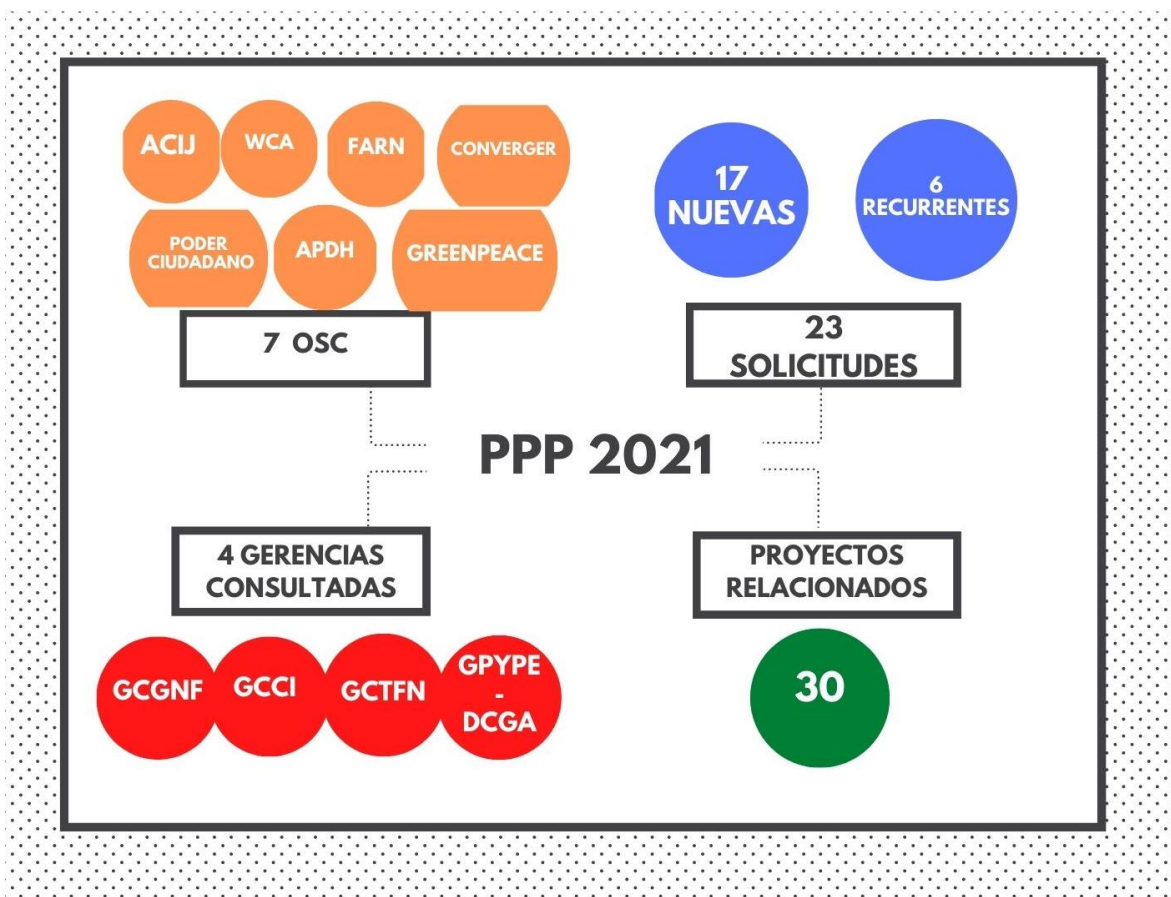 ACIJ
WCA
FARN
CONVERGER
PODER
CIUDADANO
APDH
GREENPEACE
7 OSC
17
NUEVAS
6
RECURRENTES
23
SOLICITUDES
PPP 2021
4 GERENCIAS
CONSULTADAS
GCGNF
GCCI
GCTFN
GPYPE
-
DCGA
PROYECTOS
RELACIONADOS
30